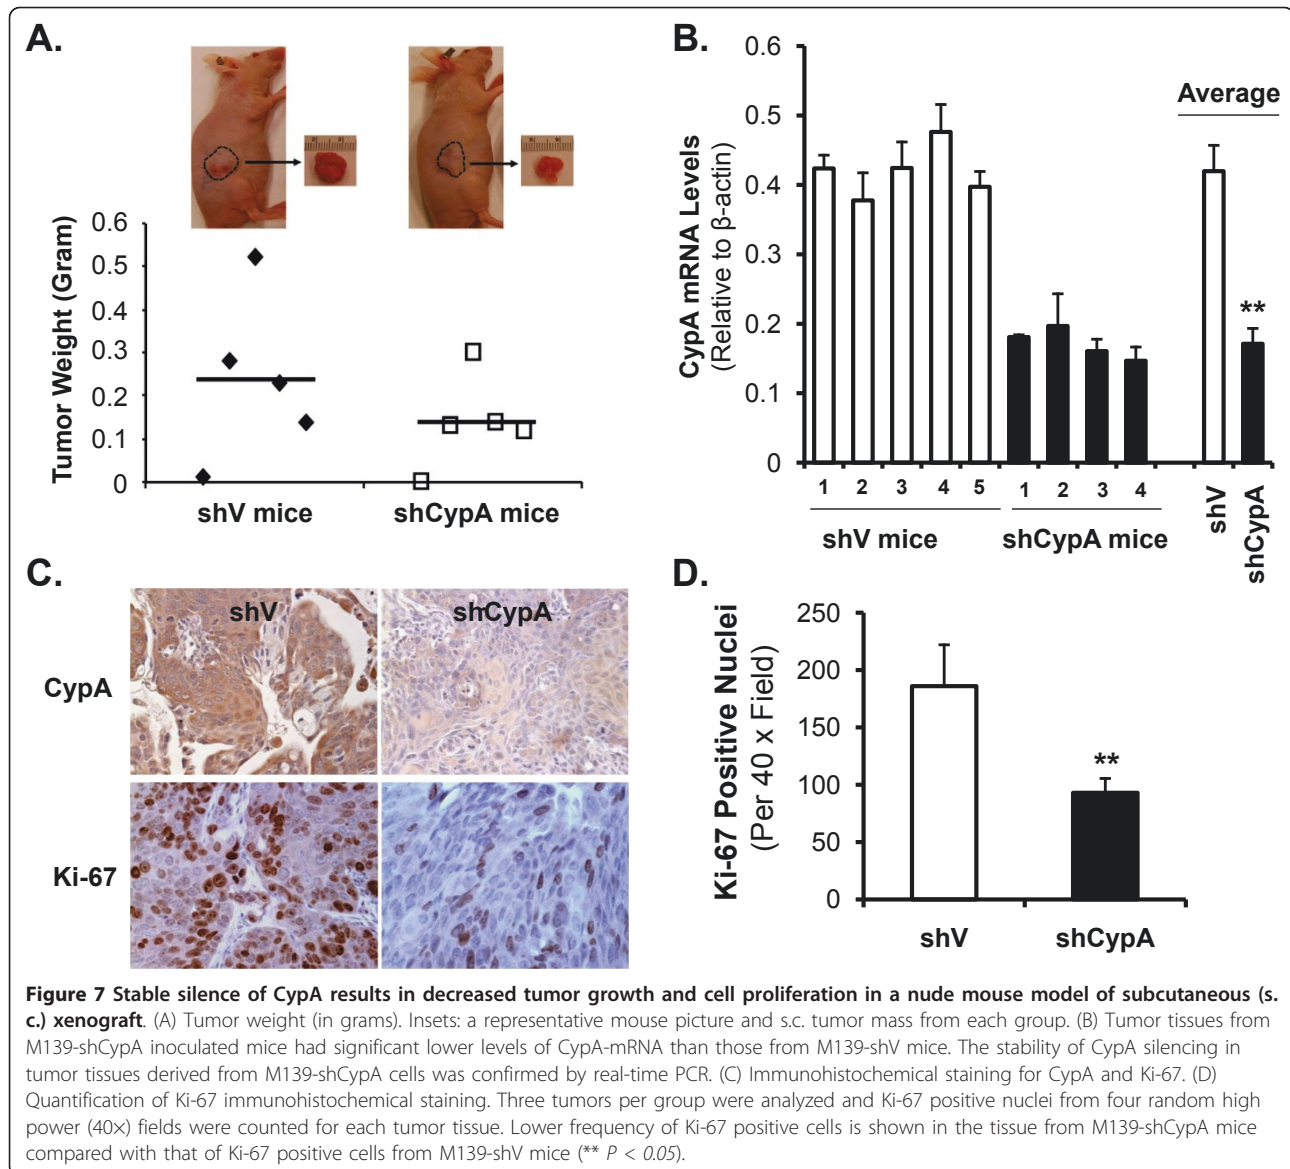 A.
0.6
0.5
0.4
0.3
0.2
0.1
0
Tumor Weight (Gram)
shV mice
shCypA mice
B.
0.6
0.5
0.4
0.3
0.2
0.1
0
CypA mRNA Levels
(Relative to β-actin)
Average
**
1 2 3 4 5 1 2 3 4
shV mice
shCypA mice
shV
shCypA
C.
shV
shCypA
CypA
Ki-67
D.
250
200
150
100
50
0
Ki-67 Positive Nuclei
(Per 40 x Field)
**
shV
shCypA
Figure 7 Stable silence of CypA results in decreased tumor growth and cell proliferation in a nude mouse model of subcutaneous (s.
c.) xenograft. (A) Tumor weight (in grams). Insets: a representative mouse picture and s.c. tumor mass from each group. (B) Tumor tissues from
M139-shCypA inoculated mice had significant lower levels of CypA-mRNA than those from M139-shV mice. The stability of CypA silencing in
tumor tissues derived from M139-shCypA cells was confirmed by real-time PCR. (C) Immunohistochemical staining for CypA and Ki-67. (D)
Quantification of Ki-67 immunohistochemical staining. Three tumors per group were analyzed and Ki-67 positive nuclei from four random high
power (40×) fields were counted for each tumor tissue. Lower frequency of Ki-67 positive cells is shown in the tissue from M139-shCypA mice
compared with that of Ki-67 positive cells from M139-shV mice (** P < 0.05).